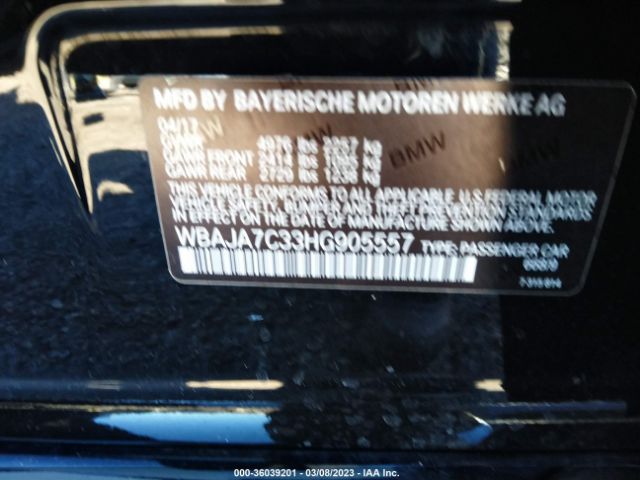 MFD BY BAYERISCHE MOTOREN WERKE AG
04/17
GVWR 4976 lbs 2257 kg
GAWR FRONT 2414 lbs 1095 kg
GAWR REAR 2729 lbs 1238 kg
THIS VEHICLE CONFORMS TO ALL APPLICABLE U.S. FEDERAL MOTOR
VEHICLE SAFETY, BUMPER, AND THEFT PREVENTION STANDARDS
IN EFFECT ON THE DATE OF MANUFACTURE SHOWN ABOVE.
WBAJA7C33HG905557 TYPE: PASSENGER CAR
BMW
000-36039201 | 03/08/2023 | IAA Inc.